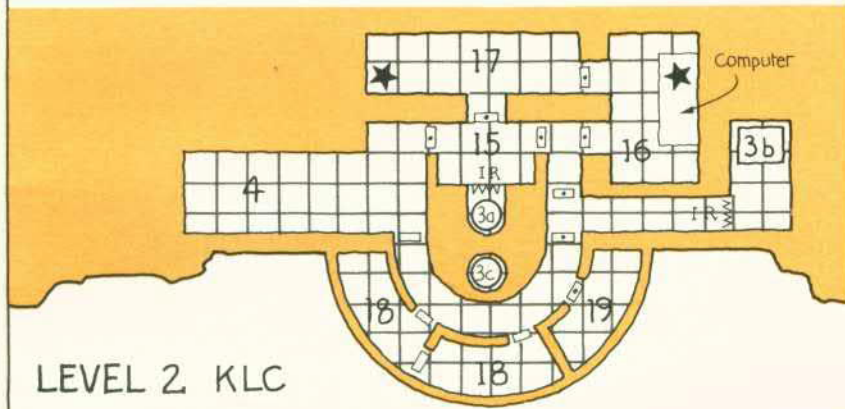 17
Computer
15
16
3b
4
IR
3a
IR
3c
18
19
18
LEVEL 2 KLC